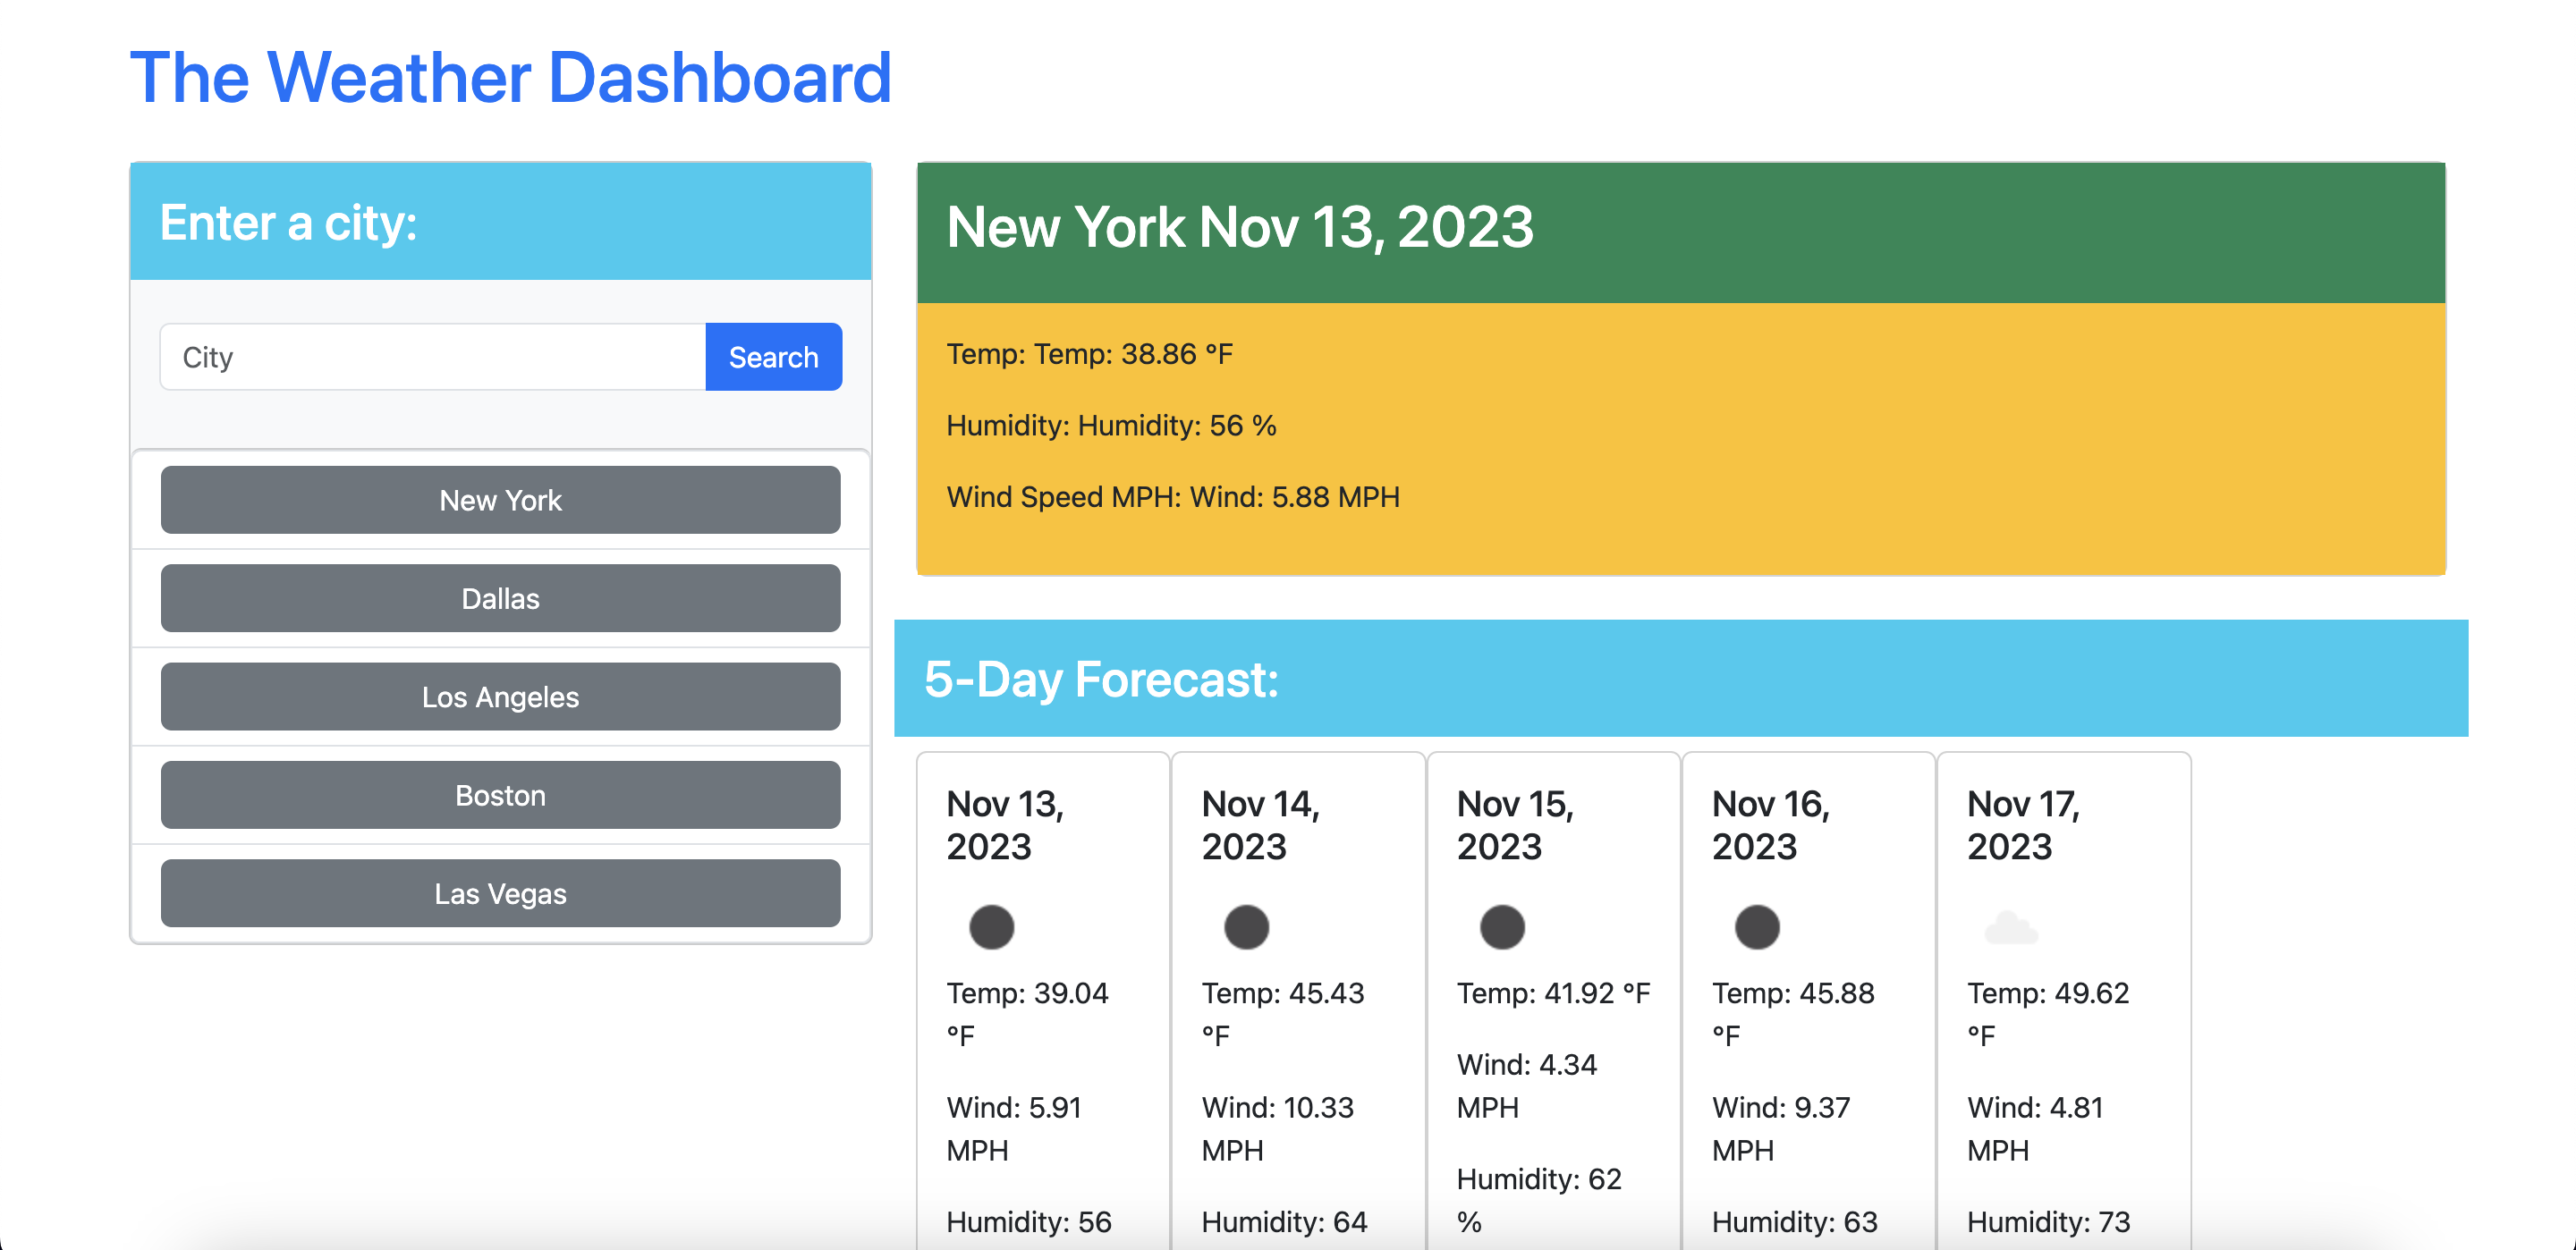 The Weather Dashboard
Enter a city:
City
Search
New York
Dallas
Los Angeles
Boston
Las Vegas
New York Nov 13, 2023
Temp: Temp: 38.86 °F
Humidity: Humidity: 56 %
Wind Speed MPH: Wind: 5.88 MPH
5-Day Forecast:
Nov 13,
2023
Temp: 39.04
°F
Wind: 5.91
MPH
Humidity: 56
Nov 14,
2023
Temp: 45.43
°F
Wind: 10.33
MPH
Humidity: 64
Nov 15,
2023
Temp: 41.92 °F
Wind: 4.34
MPH
Humidity: 62
%
Nov 16,
2023
Temp: 45.88
°F
Wind: 9.37
MPH
Humidity: 63
Nov 17,
2023
Temp: 49.62
°F
Wind: 4.81
MPH
Humidity: 73